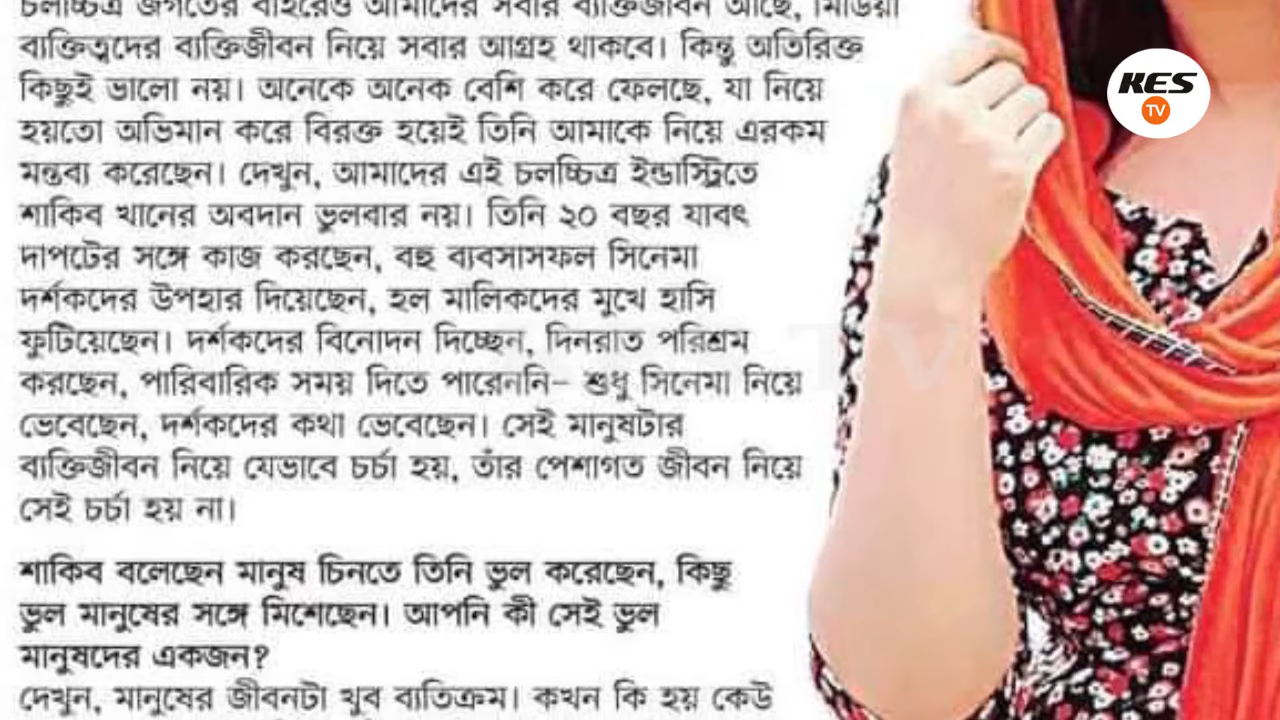 চলচ্চিত্র জগতের বাইরেও আমাদের সবার ব্যক্তিজীবন আছে, মিডিয়া
ব্যক্তিত্বদের ব্যক্তিজীবন নিয়ে সবার আগ্রহ থাকবে। কিন্তু অতিরিক্ত
কিছুই ভালো নয়। অনেকে অনেক বেশি করে ফেলছে, যা নিয়ে
হয়তো অভিমান করে বিরক্ত হয়েই তিনি আমাকে নিয়ে এরকম
মন্তব্য করেছেন। দেখুন, আমাদের এই চলচ্চিত্র ইন্ডাস্ট্রিতে
শাকিব খানের অবদান ভুলবার নয়। তিনি ২০ বছর যাবৎ
দাপটের সঙ্গে কাজ করছেন, বহু ব্যবসাসফল সিনেমা
দর্শকদের উপহার দিয়েছেন, হল মালিকদের মুখে হাসি
ফুটিয়েছেন। দর্শকদের বিনোদন দিচ্ছেন, দিনরাত পরিশ্রম
করছেন, পারিবারিক সময় দিতে পারেননি– শুধু সিনেমা নিয়ে
ভেবেছেন, দর্শকদের কথা ভেবেছেন। সেই মানুষটার
ব্যক্তিজীবন নিয়ে যেভাবে চর্চা হয়, তাঁর পেশাগত জীবন নিয়ে
সেই চর্চা হয় না।
শাকিব বলেছেন মানুষ চিনতে তিনি ভুল করেছেন, কিছু
ভুল মানুষের সঙ্গে মিশেছেন। আপনি কী সেই ভুল
মানুষদের একজন?
দেখুন, মানুষের জীবনটা খুব ব্যতিক্রম। কখন কি হয় কেউ
KES
TV